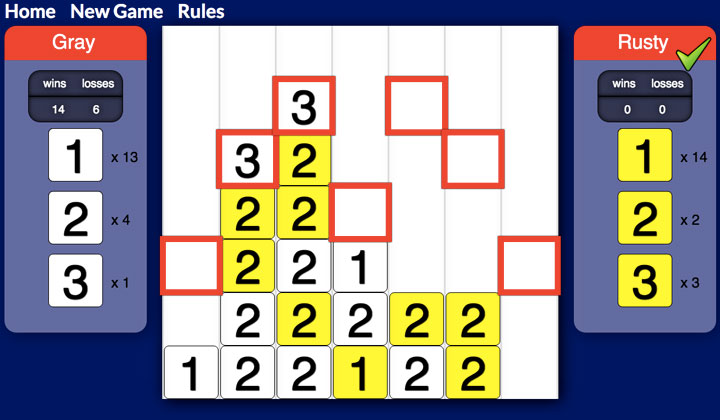 Home New Game Rules
Gray
wins losses
14 6
1 x 13
2 x 4
3 x 1
3
3 2
2 2
2 2 1
2 2 2 2 2
1 2 2 1 2 2
Rusty
wins losses
0 0
1 x 14
2 x 2
3 x 3